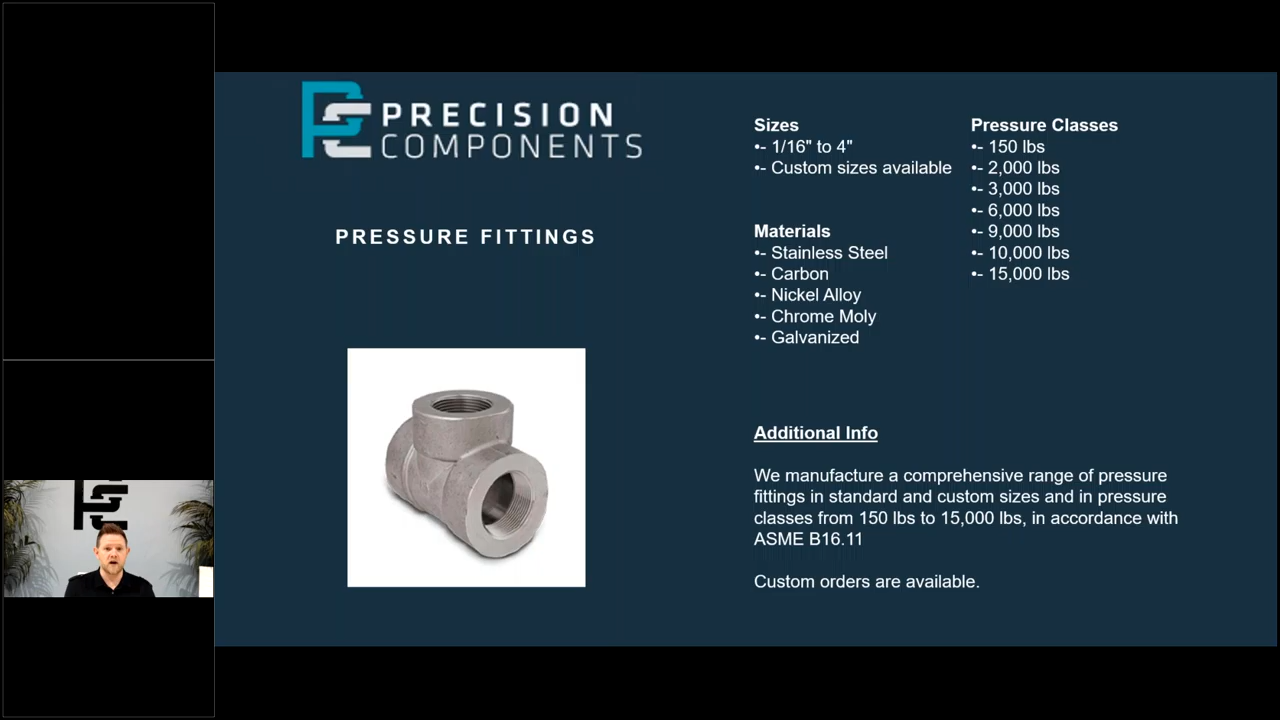 PRECISION
COMPONENTS
PRESSURE FITTINGS
Sizes
•- 1/16" to 4"
•- Custom sizes available
Materials
•- Stainless Steel
•- Carbon
•- Nickel Alloy
•- Chrome Moly
•- Galvanized
Pressure Classes
•- 150 lbs
•- 2,000 lbs
•- 3,000 lbs
•- 6,000 lbs
•- 9,000 lbs
•- 10,000 lbs
•- 15,000 lbs
Additional Info
We manufacture a comprehensive range of pressure
fittings in standard and custom sizes and in pressure
classes from 150 lbs to 15,000 lbs, in accordance with
ASME B16.11
Custom orders are available.